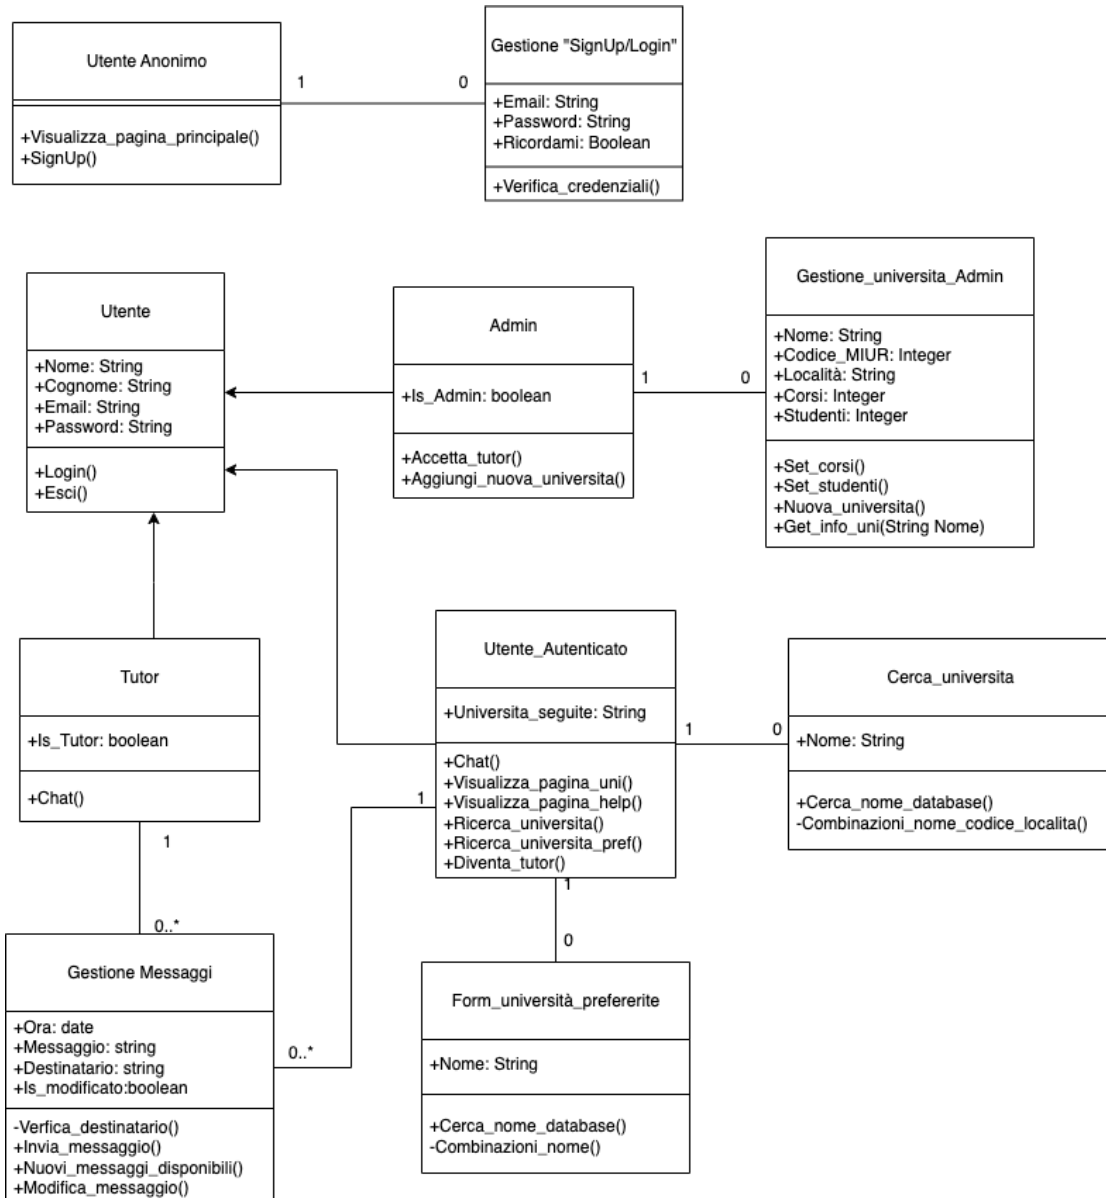 Utente Anonimo
+Visualizza_pagina_principale()
+SignUp()
1
0
Gestione "SignUp/Login"
+Email: String
+Password: String
+Ricordami: Boolean
+Verifica_credenziali()
Utente
+Nome: String
+Cognome: String
+Email: String
+Password: String
+Login()
+Esci()
Admin
+Is_Admin: boolean
+Accetta_tutor()
+Aggiungi_nuova_universita()
1
0
Gestione_universita_Admin
+Nome: String
+Codice_MIUR: Integer
+Località: String
+Corsi: Integer
+Studenti: Integer
+Set_corsi()
+Set_studenti()
+Nuova_universita()
+Get_info_uni(String Nome)
Tutor
+Is_Tutor: boolean
+Chat()
1
0..*
Utente_Autenticato
+Universita_seguite: String
+Chat()
+Visualizza_pagina_uni()
+Visualizza_pagina_help()
+Ricerca_universita()
+Ricerca_universita_pref()
+Diventa_tutor()
1
0
Cerca_universita
+Nome: String
+Cerca_nome_database()
-Combinazioni_nome_codice_localita()
1
0..*
1
0
Gestione Messaggi
+Ora: date
+Messaggio: string
+Destinatario: string
+Is_modificato:boolean
-Verfica_destinatario()
+Invia_messaggio()
+Nuovi_messaggi_disponibili()
+Modifica_messaggio()
Form_università_prefererite
+Nome: String
+Cerca_nome_database()
-Combinazioni_nome()